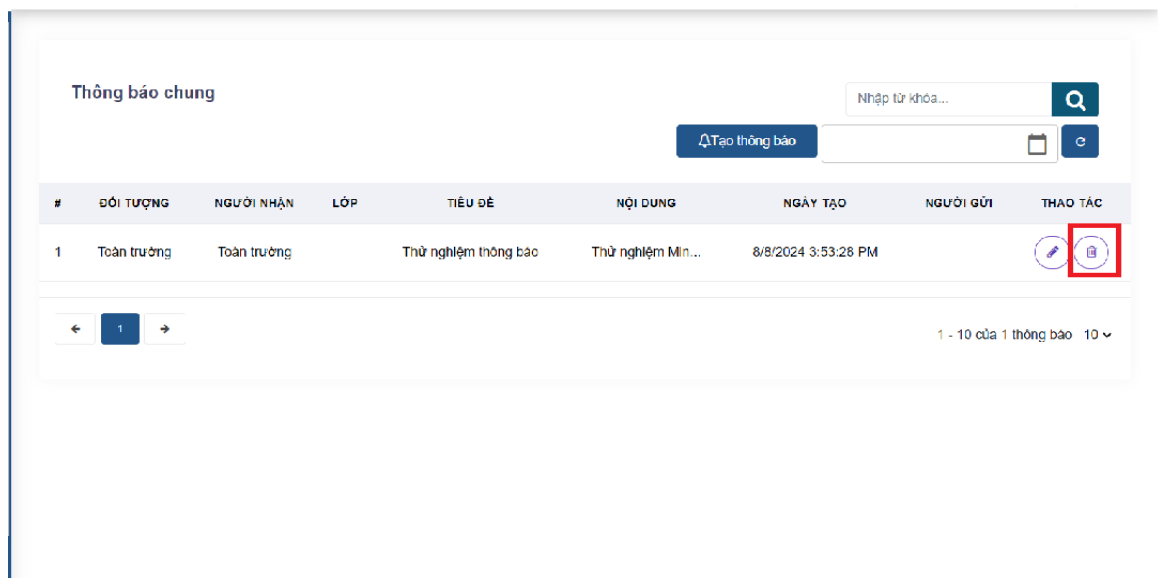 Thông báo chung
Nhập từ khóa...
Tạo thông báo
# ĐỐI TƯỢNG NGƯỜI NHẬN LỚP TIÊU ĐỀ NỘI DUNG NGÀY TẠO NGƯỜI GỬI THAO TÁC
1 Toàn trường Toàn trường Thử nghiệm thông báo Thử nghiệm Min... 8/8/2024 3:53:28 PM
1
1 - 10 của 1 thông báo 10